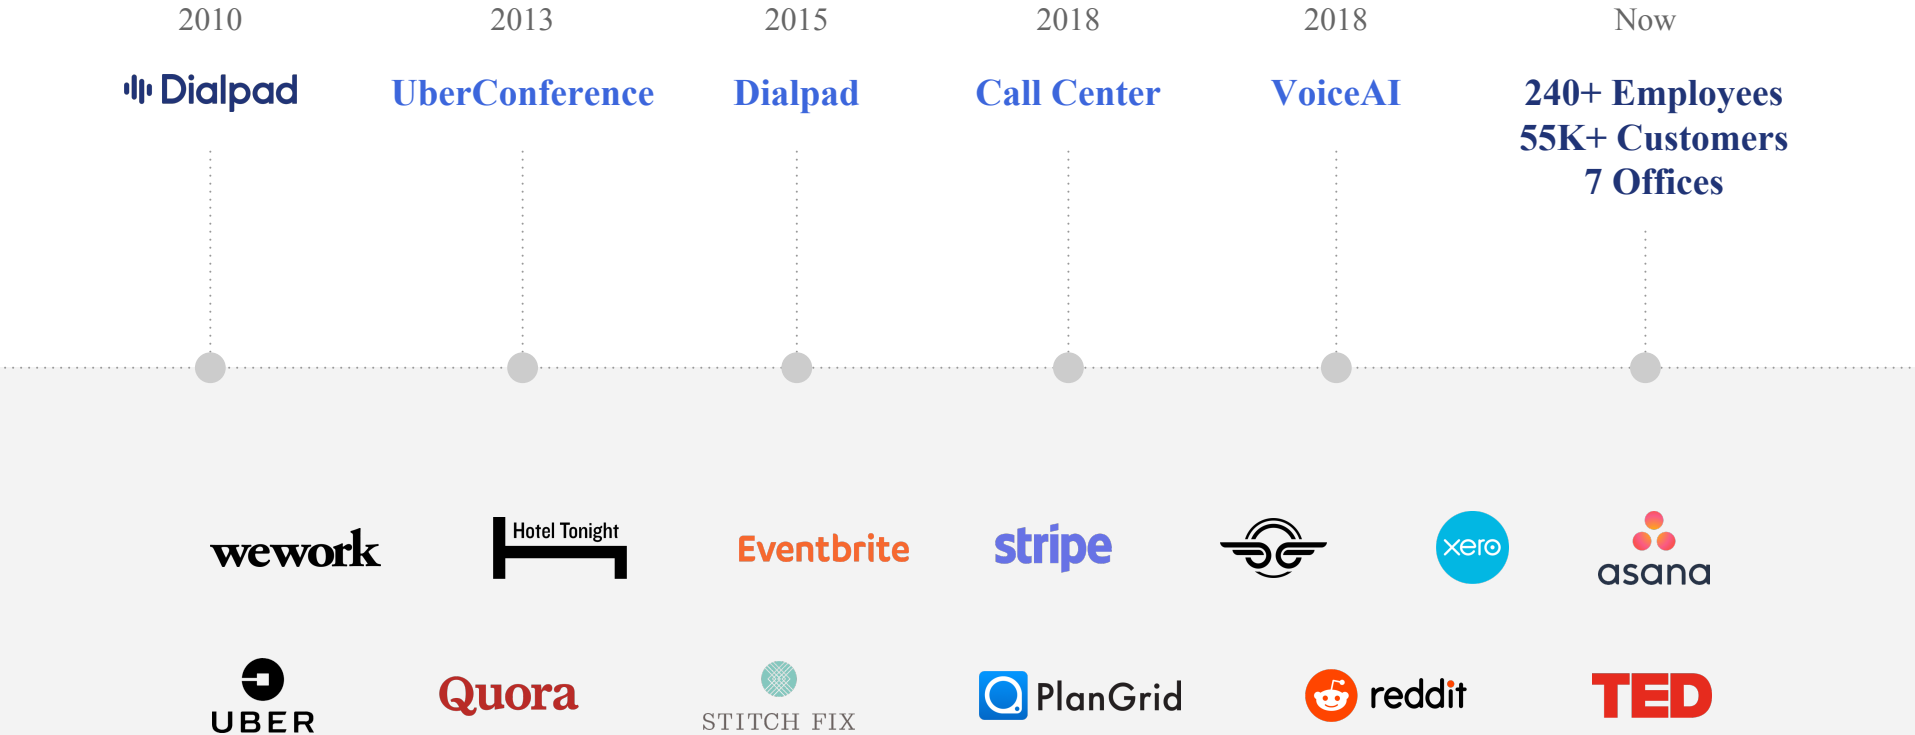 2010 2013 2015 2018 2018 Now
Dialpad UberConference Dialpad Call Center VoiceAI 240+ Employees
55K+ Customers
7 Offices
wework Hotel Tonight Eventbrite stripe xero asana
UBER Quora STITCH FIX PlanGrid reddit TED